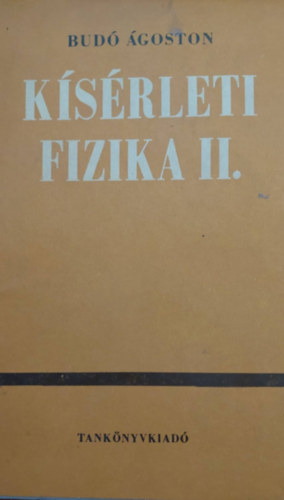 BUDÓ ÁGOSTON
KÍSÉRLETI
FIZIKA II.
TANKÖNYVKIADÓ